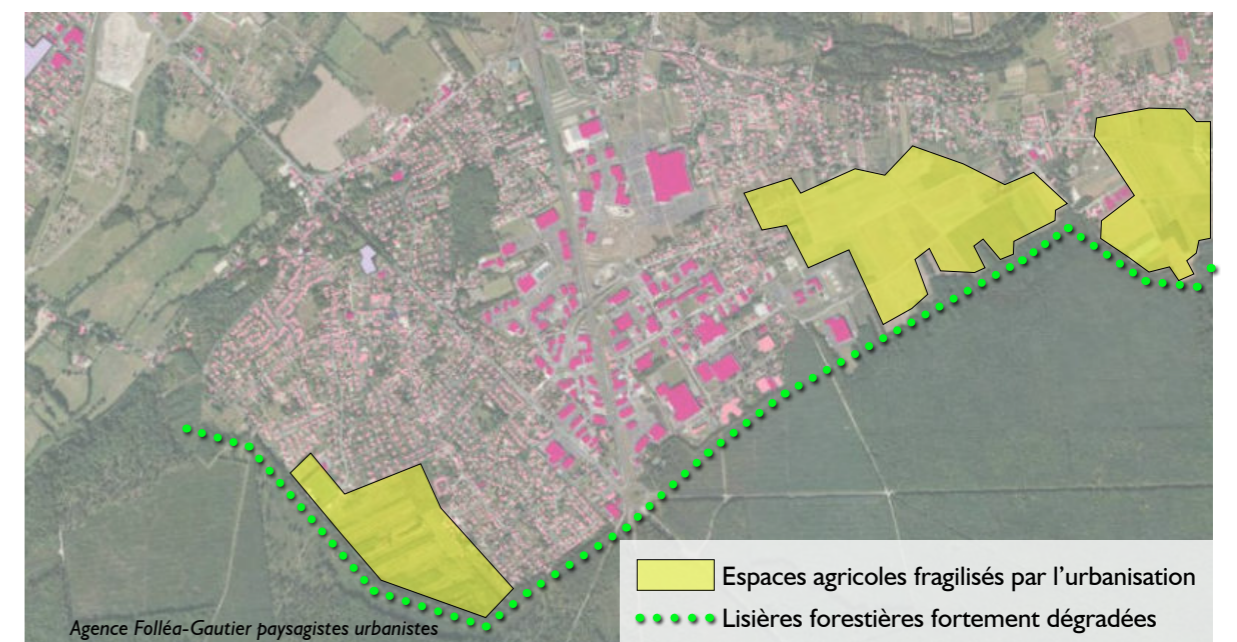 Espaces agricoles fragilisés par l'urbanisation
Lisières forestières fortement dégradées
Agence Folléa-Gautier paysagistes urbanistes